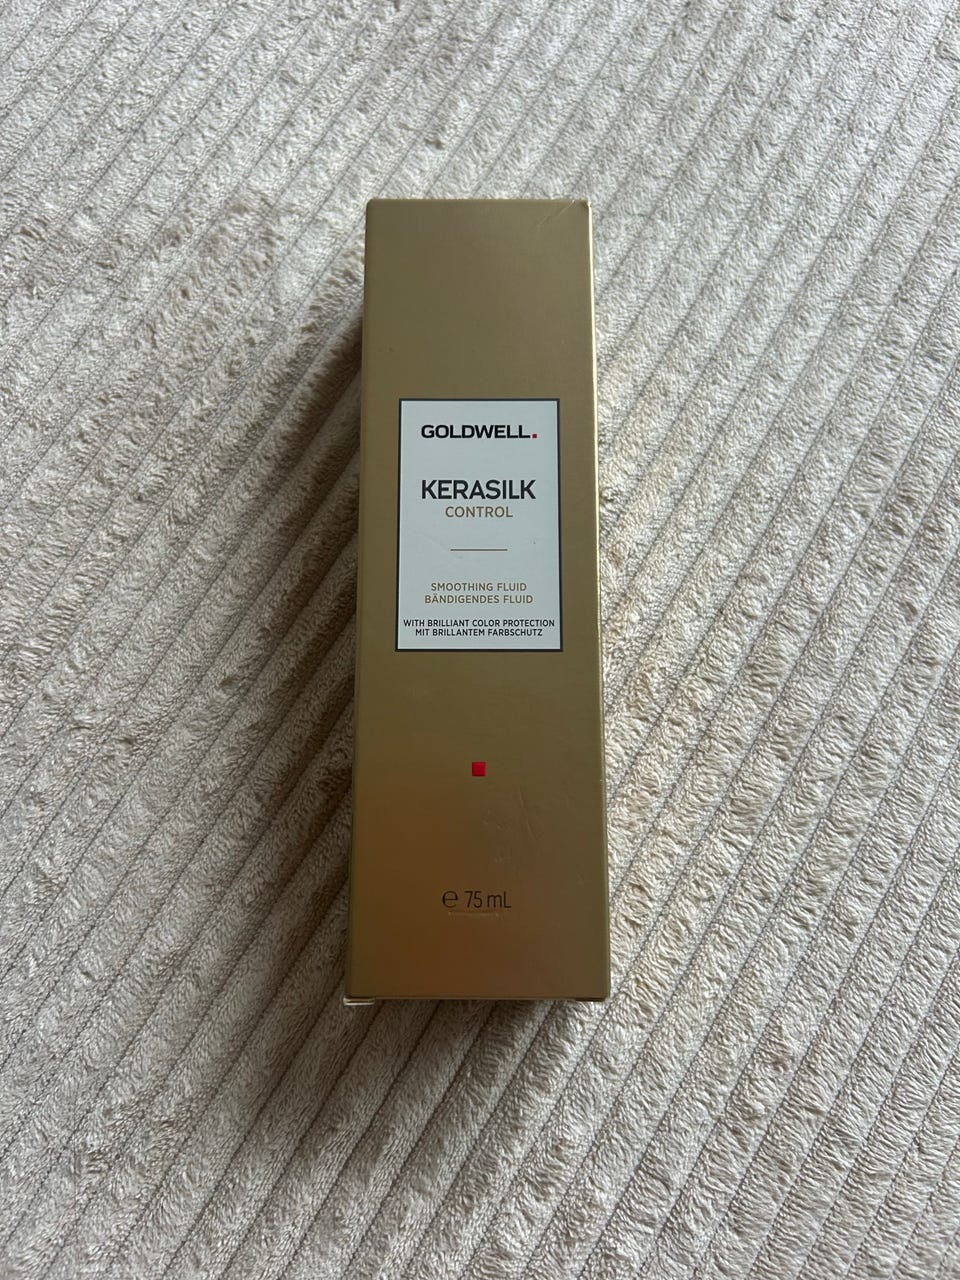 GOLDWELL.
KERASILK
CONTROL
SMOOTHING FLUID
BÄNDIGENDES FLUID
WITH BRILLIANT COLOR PROTECTION
MIT BRILLANTEM FARBSCHUTZ
℮ 75 mL